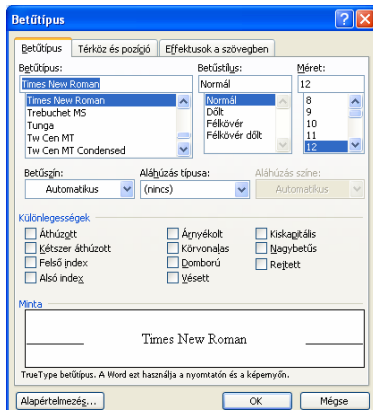 Betűtípus
Betűtípus Térköz és pozíció Effektusok a szövegben
Betűtípus: Betűstílus: Méret:
Times New Roman Normál 12
Times New Roman Normál 8
Trebuchet MS Dőlt 9
Tunga Félkövér 10
Tw Cen MT Félkövér dőlt 11
Tw Cen MT Condensed 12
Betűszín: Aláhúzás típusa: Aláhúzás színe:
Automatikus (nincs) Automatikus
Különlegességek
Áthúzott Árnyékolt Kiskapitális
Kétszer áthúzott Körvonalas Nagybetűs
Felső index Domború Rejtett
Alsó index Vésett
Minta
Times New Roman
TrueType betűtípus. A Word ezt használja a nyomtatón és a képernyőn.
Alapértelmezés... OK Mégse